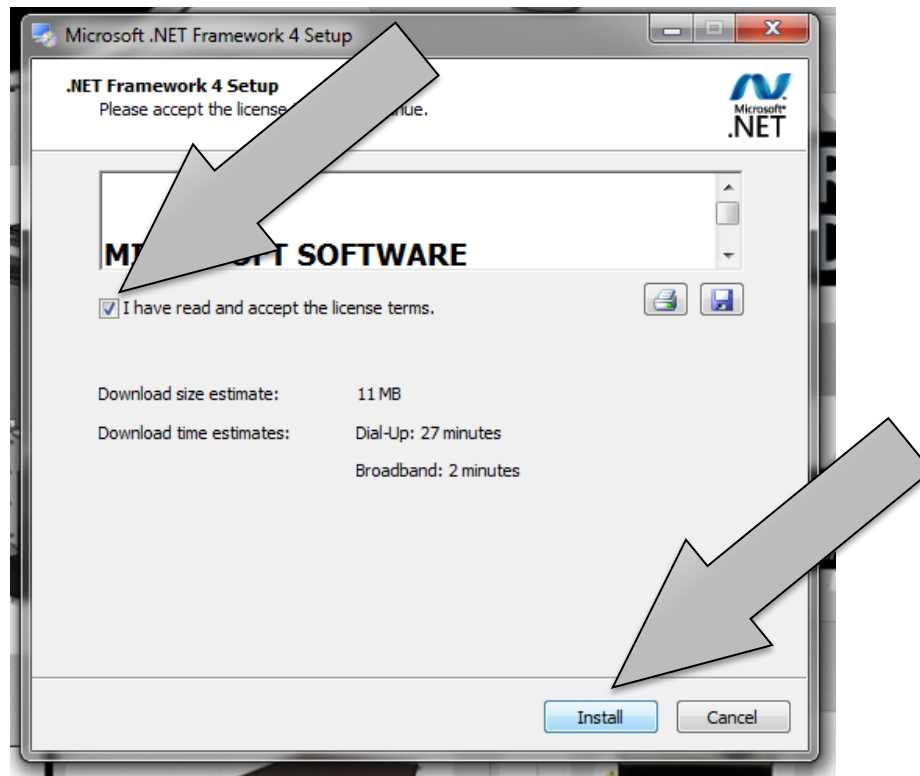 Microsoft .NET Framework 4 Setup
.NET Framework 4 Setup
Please accept the license nue.
Microsoft
.NET
SOFTWARE
I have read and accept the license terms.
Download size estimate: 11 MB
Download time estimates: Dial-Up: 27 minutes
Broadband: 2 minutes
Install Cancel